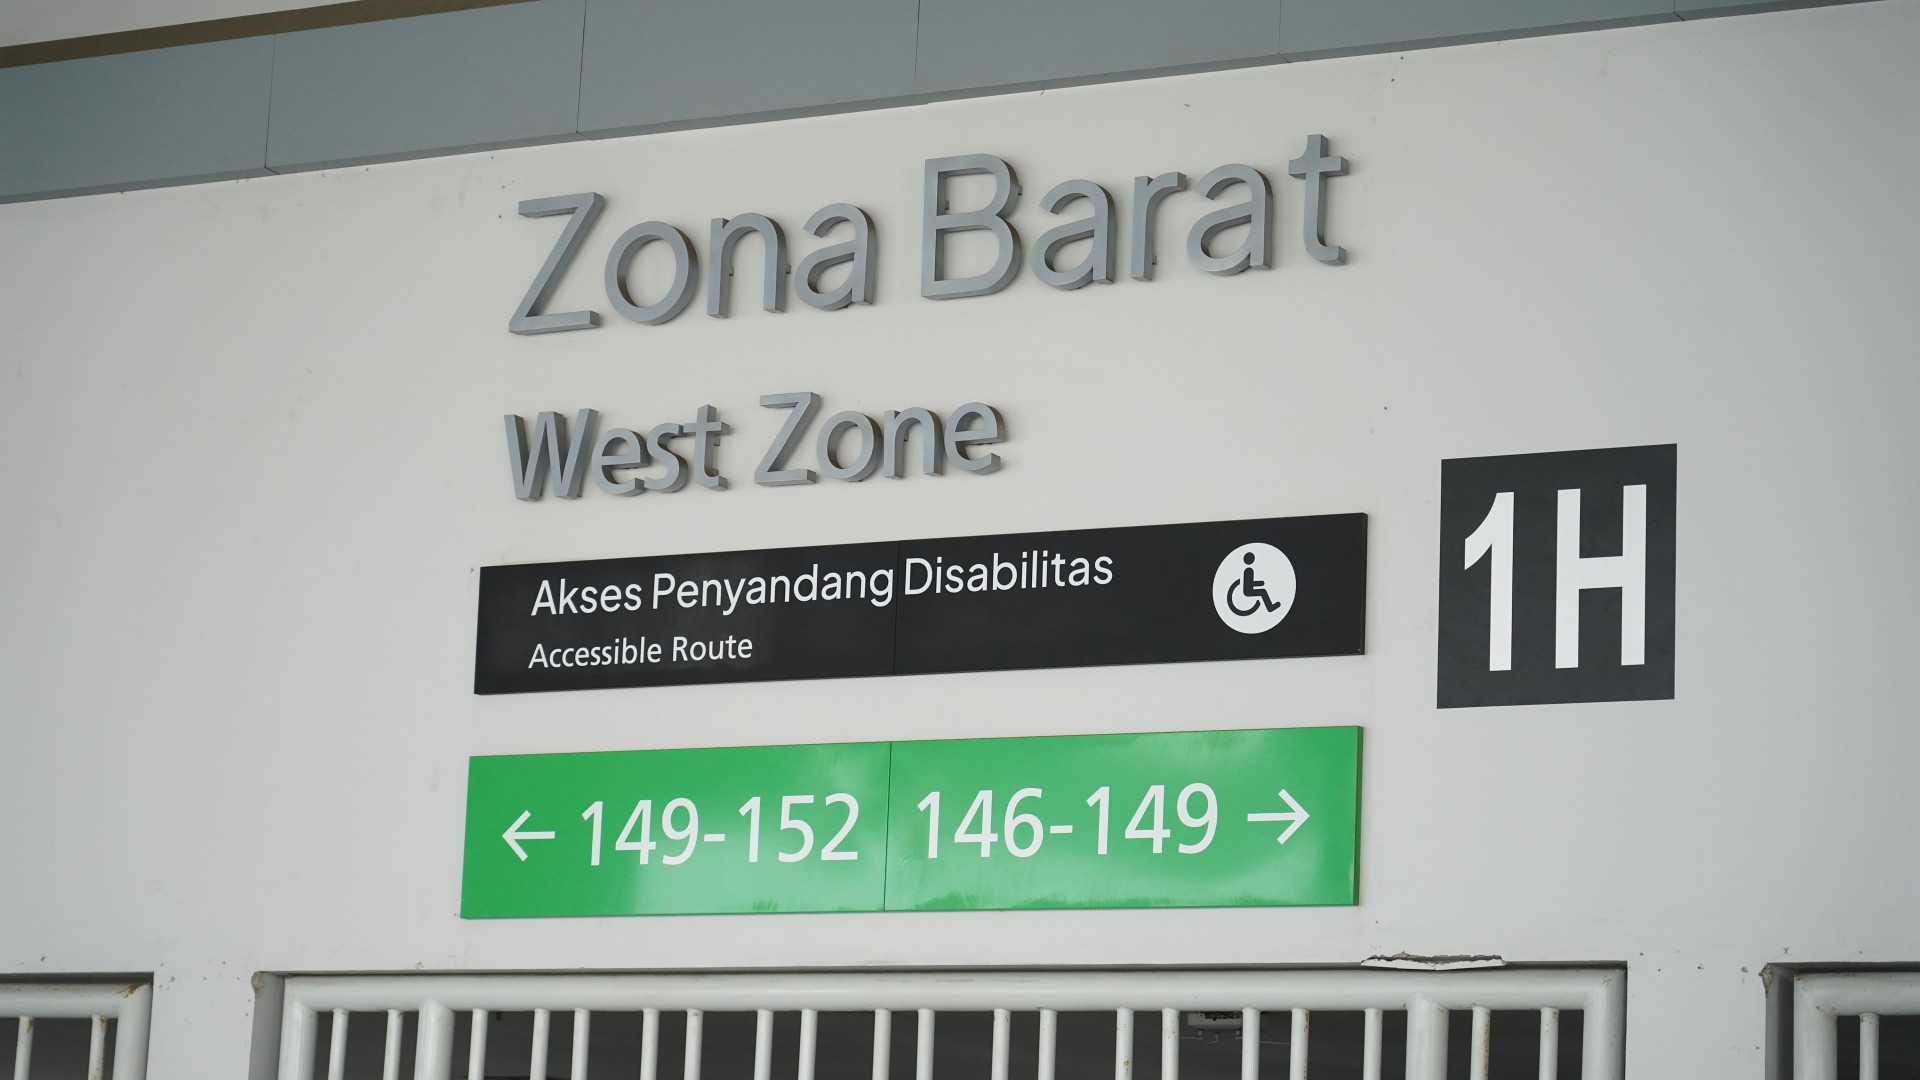 Zona Barat
West Zone
Akses Penyandang Disabilitas
Accessible Route
1H
← 149-152 146-149 →